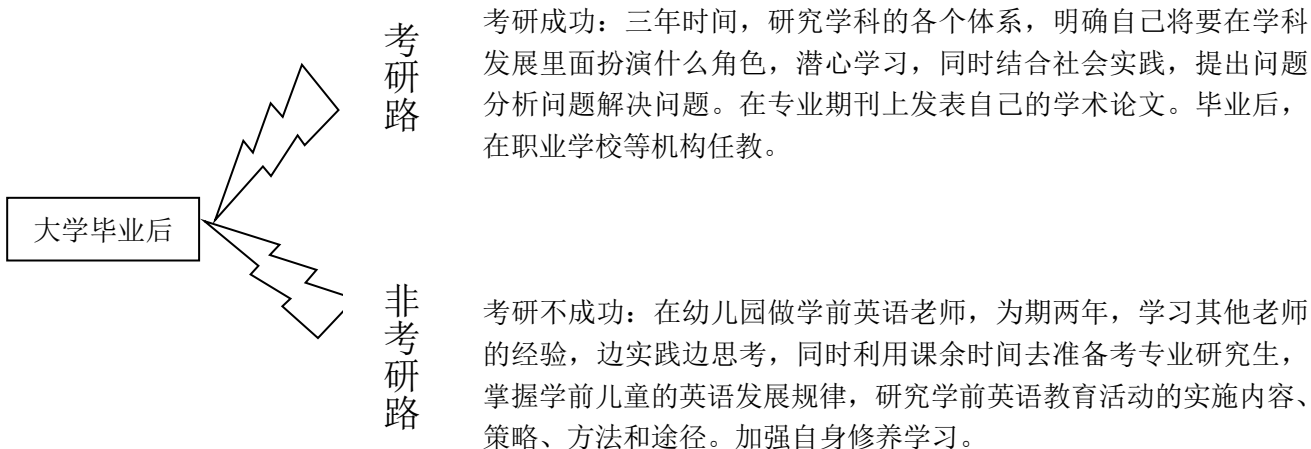 考研路
考研成功：三年时间，研究学科的各个体系，明确自己将要在学科
发展里面扮演什么角色，潜心学习，同时结合社会实践，提出问题
分析问题解决问题。在专业期刊上发表自己的学术论文。毕业后，
在职业学校等机构任教。
大学毕业后
非考研路
考研不成功：在幼儿园做学前英语老师，为期两年，学习其他老师
的经验，边实践边思考，同时利用课余时间去准备考专业研究生，
掌握学前儿童的英语发展规律，研究学前英语教育活动的实施内容、
策略、方法和途径。加强自身修养学习。